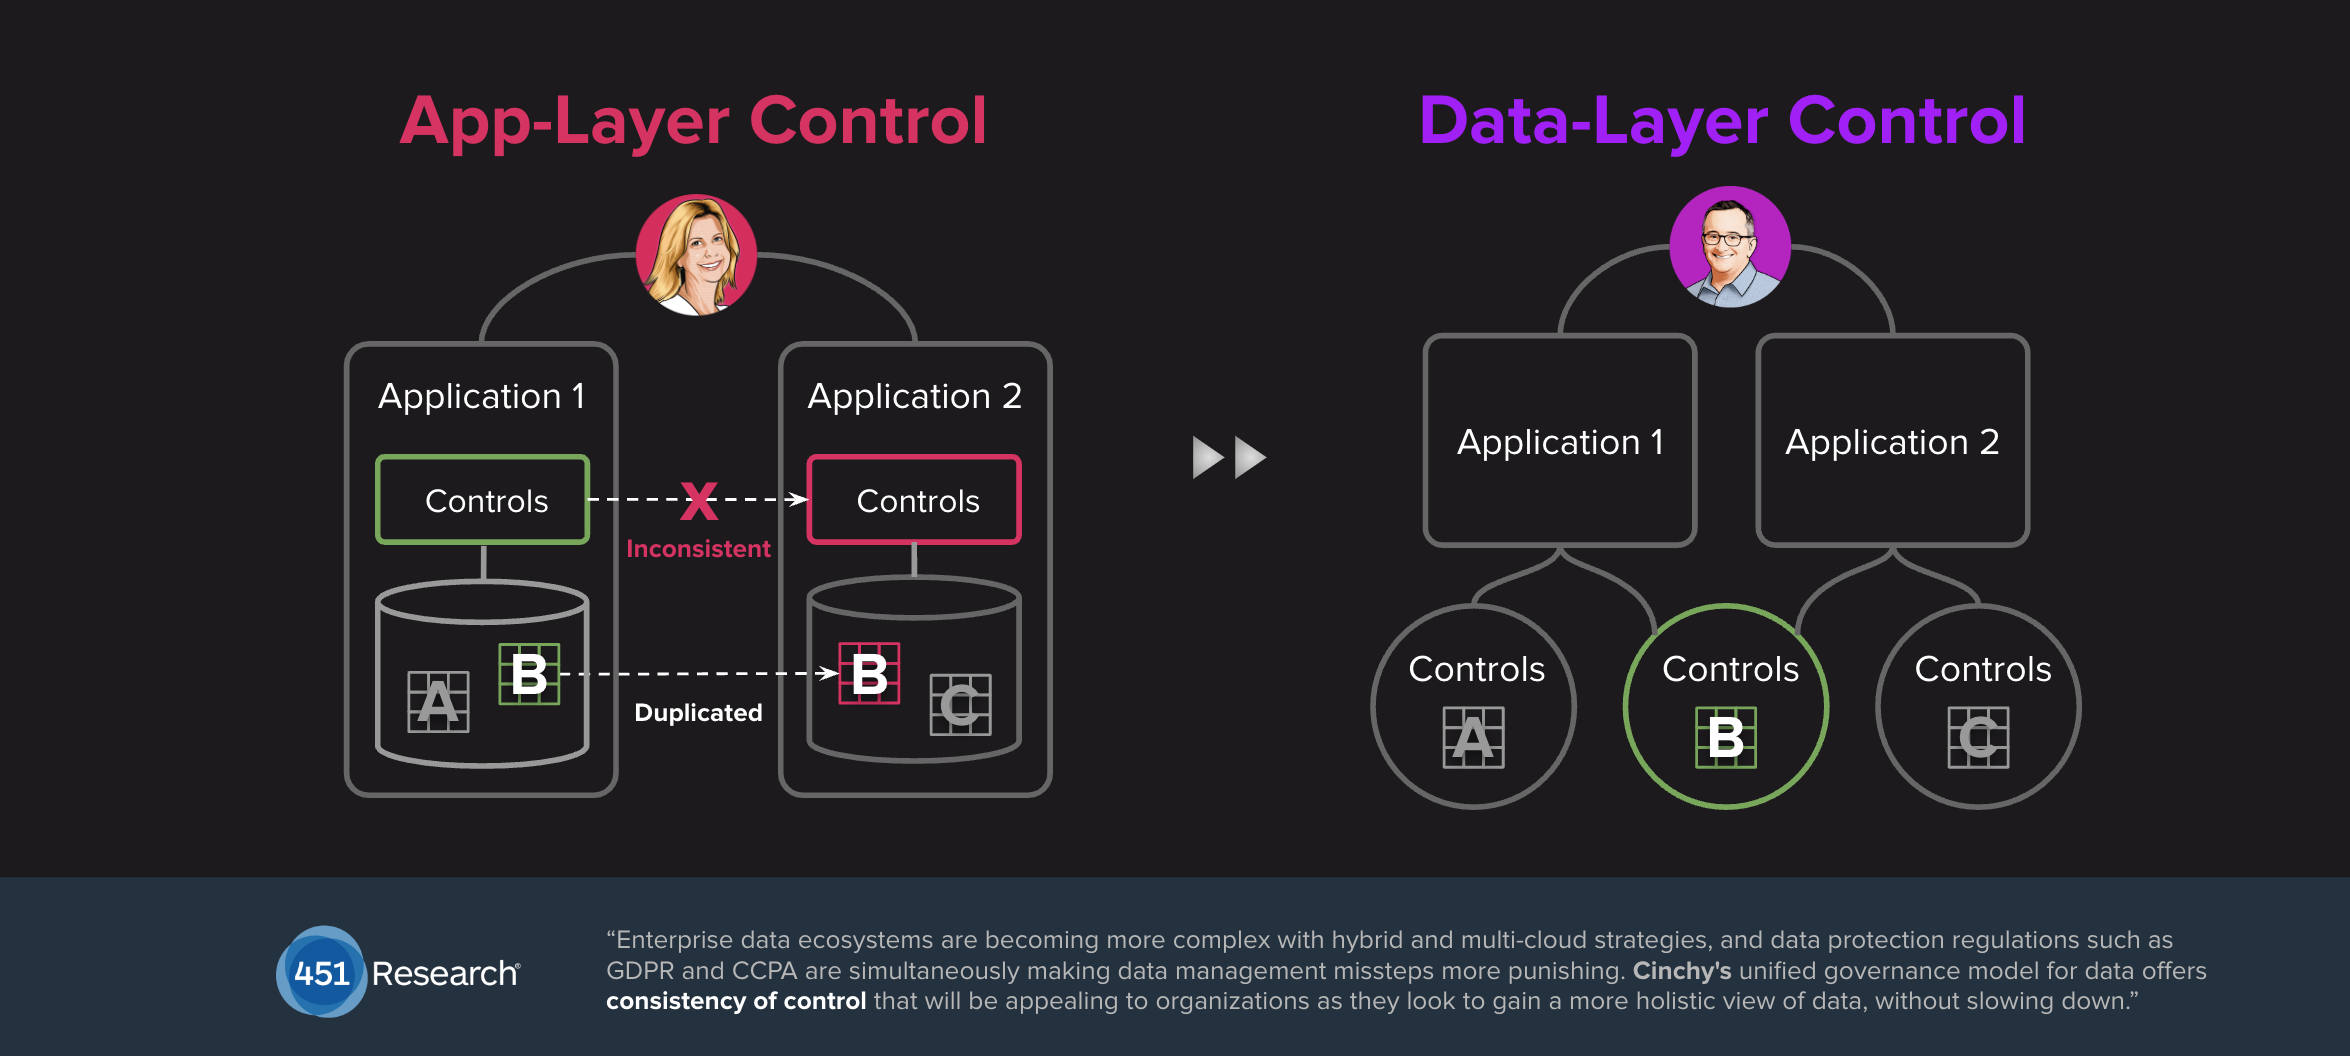 App-Layer Control
Application 1
Application 2
Controls
X
Controls
Inconsistent
A
B
B
C
Duplicated
Data-Layer Control
Application 1
Application 2
Controls
Controls
Controls
A
B
C
451 Research®
“Enterprise data ecosystems are becoming more complex with hybrid and multi-cloud strategies, and data protection regulations such as
GDPR and CCPA are simultaneously making data management missteps more punishing. Cinchy's unified governance model for data offers
consistency of control that will be appealing to organizations as they look to gain a more holistic view of data, without slowing down.”